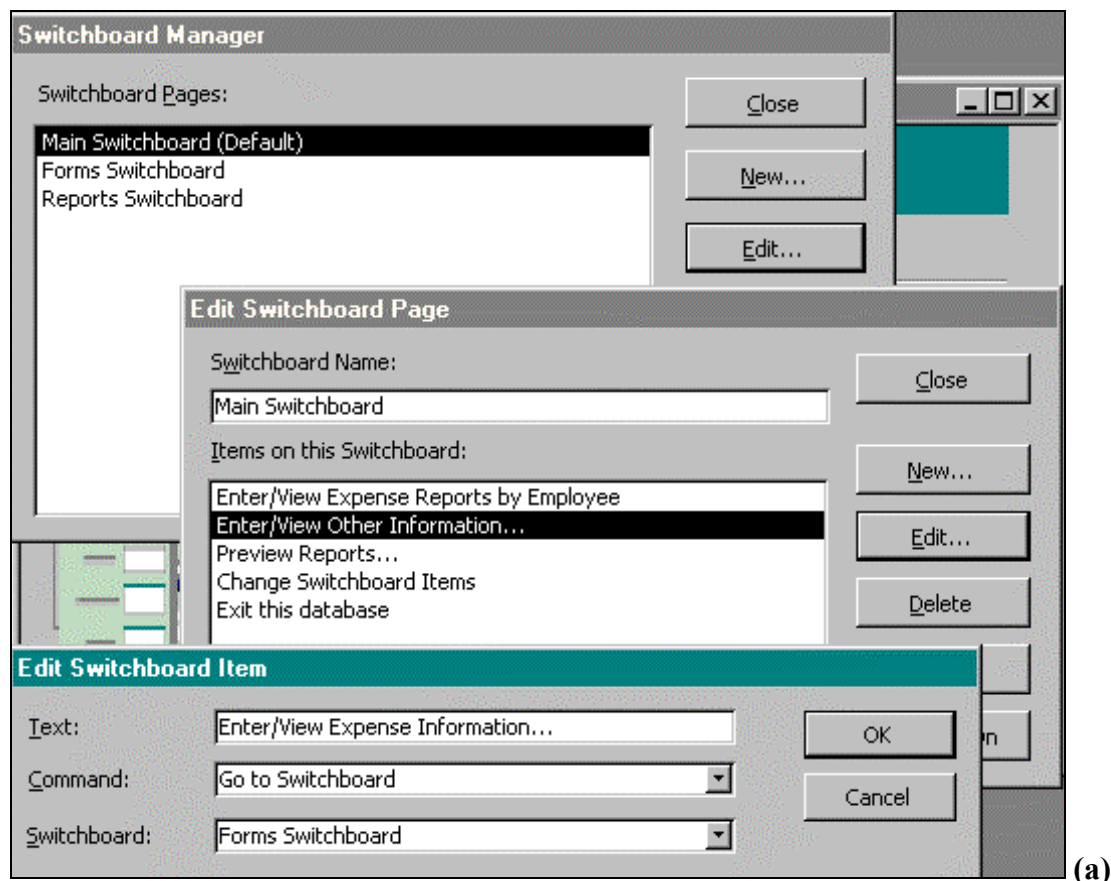 Switchboard Manager
Switchboard Pages:
Close
Main Switchboard (Default)
Forms Switchboard
Reports Switchboard
New...
Edit...
Edit Switchboard Page
Switchboard Name:
Close
Main Switchboard
Items on this Switchboard:
New...
Enter/View Expense Reports by Employee
Enter/View Other Information...
Edit...
Preview Reports...
Change Switchboard Items
Exit this database
Delete
Edit Switchboard Item
Text:
Enter/View Expense Information...
OK
Command:
Go to Switchboard
Cancel
Switchboard:
Forms Switchboard
(a)